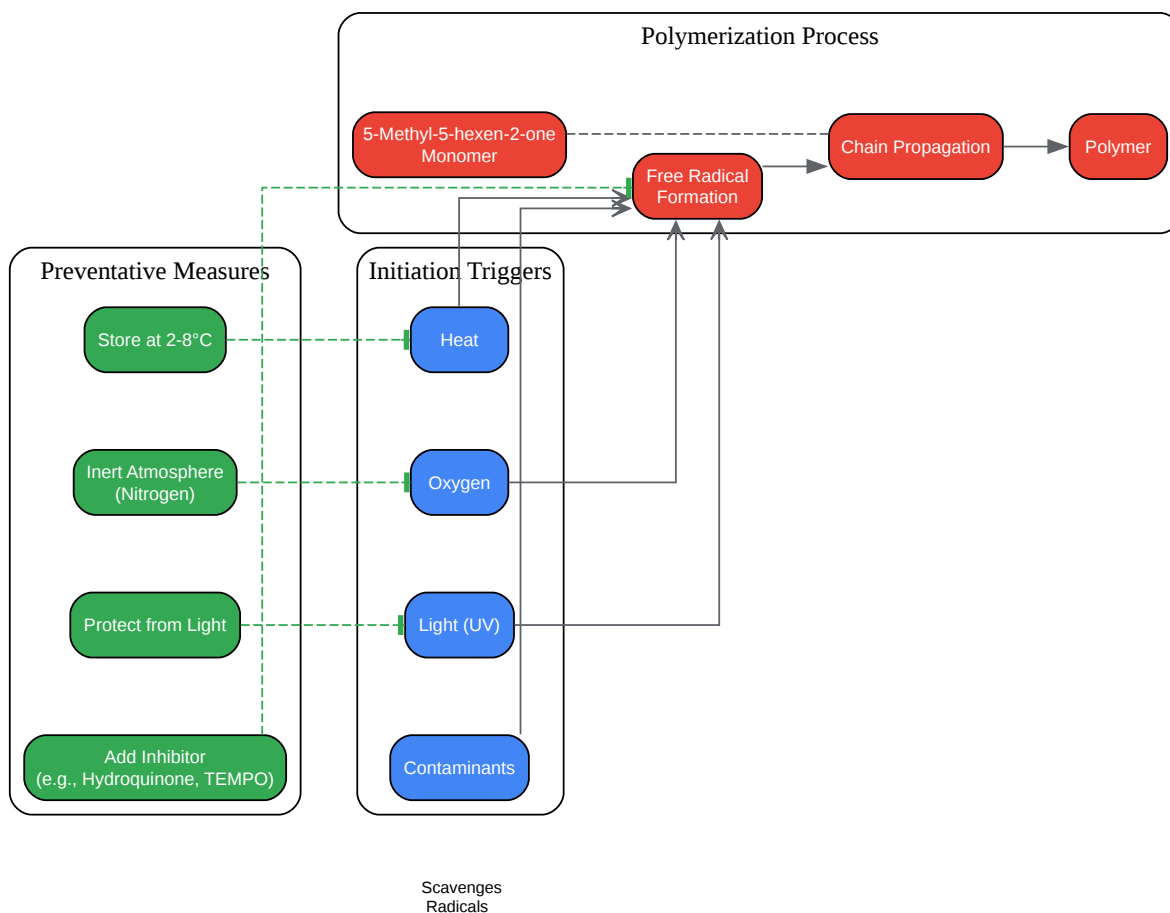 Polymerization Process
5-Methyl-5-hexen-2-one
Monomer
Free Radical
Formation
Chain Propagation
Polymer
Preventative Measures
Store at 2-8°C
Inert Atmosphere
(Nitrogen)
Protect from Light
Add Inhibitor
(e.g., Hydroquinone, TEMPO)
Initiation Triggers
Heat
Oxygen
Light (UV)
Contaminants
Scavenges
Radicals